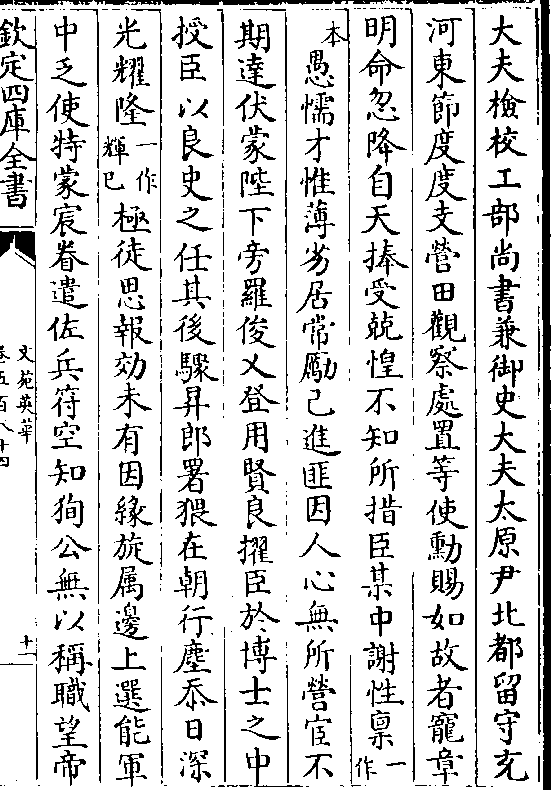 大夫檢校工部尚書兼御史大夫太原尹北都留守充
河東節度度支營田觀察處置等使勳賜如故者寵章
明命忽降自天捧受兢惶不知所措臣某中謝性禀一作
本愚懦才惟薄劣居常勵己進匪因人心無所營宦不
期達伏蒙陛下旁羅俊乂登用賢良擢臣於博士之中
授臣以良史之任其後驟昇郎署猥在朝行塵忝日深
光耀隆一作輝已極徒思報効未有因緣旋属邊上選能軍
中乏使特蒙宸眷遣佐兵符空知狥公無以稱職望帝
欽定四庫全書
文苑英華
卷五百八十四
十一